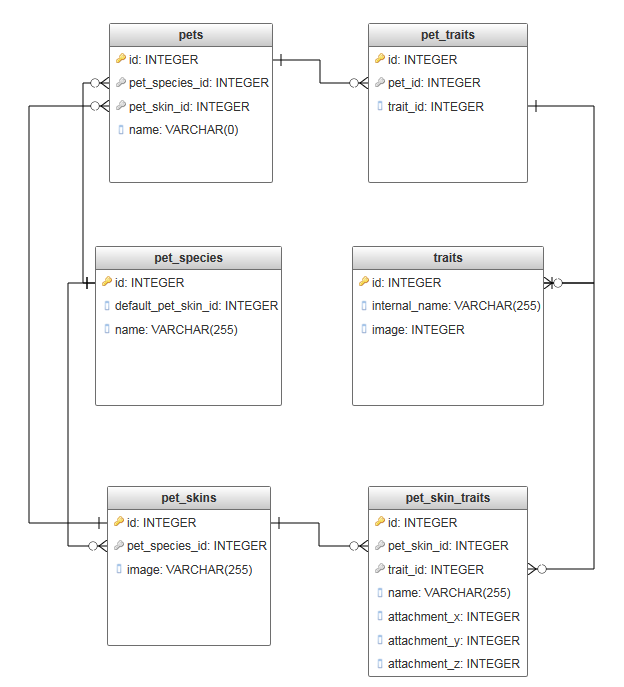 pets
id: INTEGER
pet_species_id: INTEGER
pet_skin_id: INTEGER
name: VARCHAR(0)
pet_traits
id: INTEGER
pet_id: INTEGER
trait_id: INTEGER
pet_species
id: INTEGER
default_pet_skin_id: INTEGER
name: VARCHAR(255)
traits
id: INTEGER
internal_name: VARCHAR(255)
image: INTEGER
pet_skins
id: INTEGER
pet_species_id: INTEGER
image: VARCHAR(255)
pet_skin_traits
id: INTEGER
pet_skin_id: INTEGER
trait_id: INTEGER
name: VARCHAR(255)
attachment_x: INTEGER
attachment_y: INTEGER
attachment_z: INTEGER